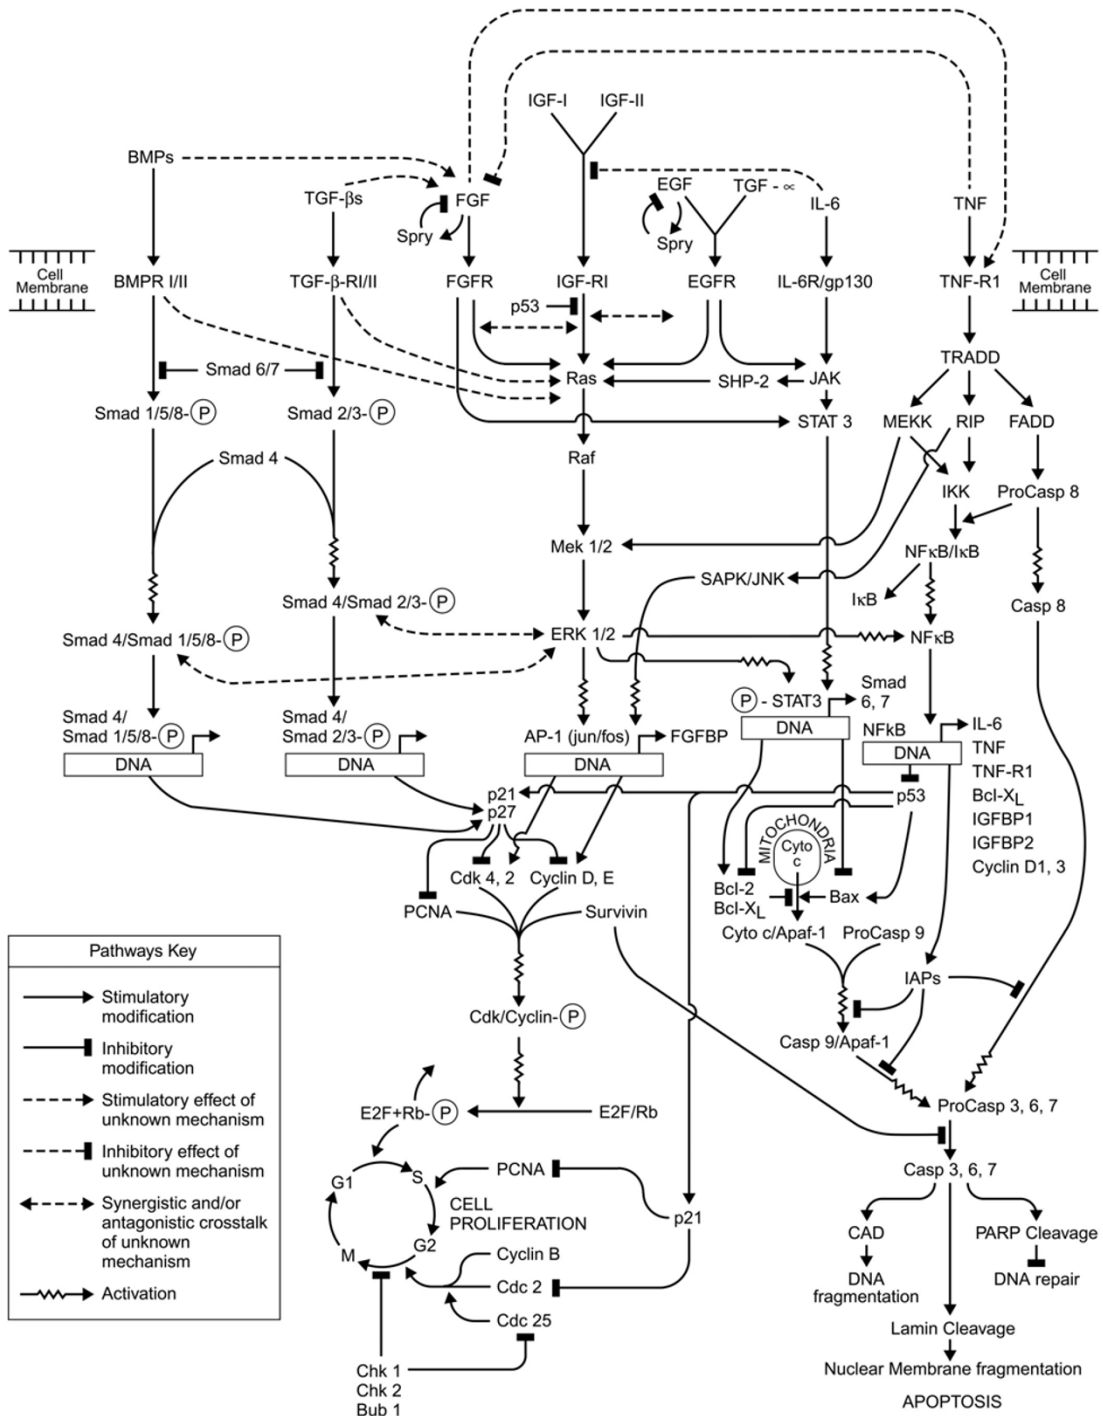 IGF-I
IGF-II
BMPs
TGF-βs
FGF
EGF
TGF - ∝
IL-6
TNF
Spry
Spry
Cell
Membrane
BMPR I/II
TGF-β-RI/II
FGFR
IGF-RI
EGFR
IL-6R/gp130
TNF-R1
Cell
Membrane
p53
TRADD
Smad 6/7
Ras
SHP-2
JAK
Smad 1/5/8-P
Smad 2/3-P
STAT 3
MEKK
RIP
FADD
Smad 4
Raf
IKK
ProCasp 8
Mek 1/2
NFκB/IκB
SAPK/JNK
IκB
Casp 8
Smad 4/Smad 2/3-P
Smad 4/Smad 1/5/8-P
ERK 1/2
NFκB
P - STAT3
Smad
6, 7
Smad 4/
Smad 1/5/8-P
DNA
Smad 4/
Smad 2/3-P
DNA
AP-1 (jun/fos)
FGFBP
DNA
DNA
NFkB
DNA
IL-6
TNF
TNF-R1
Bcl-XL
IGFBP1
IGFBP2
Cyclin D1, 3
p21
p27
p53
MITOCHONDRIA
Cyto
c
Cdk 4, 2
Cyclin D, E
Bcl-2
Bcl-XL
Bax
PCNA
Survivin
Cyto c/Apaf-1
ProCasp 9
IAPs
Cdk/Cyclin-P
Casp 9/Apaf-1
E2F+Rb-P
E2F/Rb
ProCasp 3, 6, 7
Casp 3, 6, 7
G1
S
G2
M
PCNA
CELL
PROLIFERATION
p21
Cyclin B
Cdc 2
Cdc 25
CAD
PARP Cleavage
DNA
fragmentation
DNA repair
Lamin Cleavage
Nuclear Membrane fragmentation
APOPTOSIS
Chk 1
Chk 2
Bub 1
Pathways Key
Stimulatory
modification
Inhibitory
modification
Stimulatory effect of
unknown mechanism
Inhibitory effect of
unknown mechanism
Synergistic and/or
antagonistic crosstalk
of unknown
mechanism
Activation